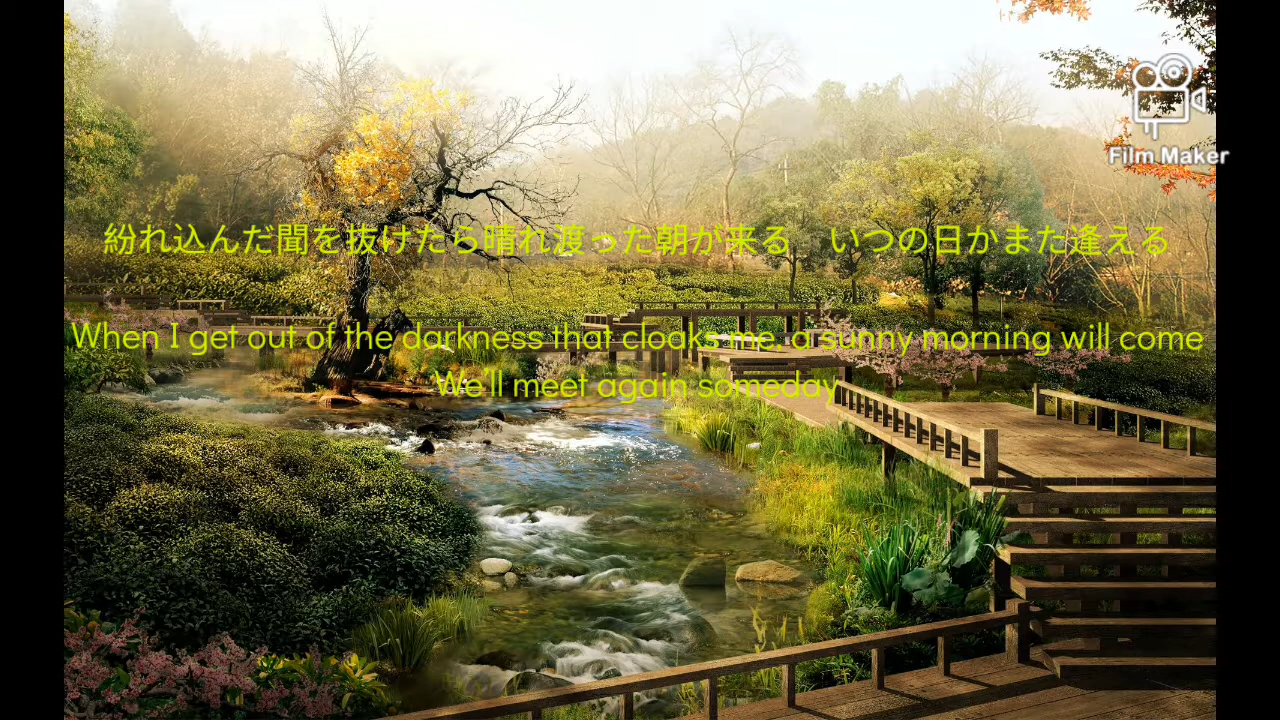 Film Maker
紛れ込んだ聞を抜けたら晴れ渡った朝が来る　いつの日かまた逢える
When I get out of the darkness that cloaks me, a sunny morning will come
We'll meet again someday